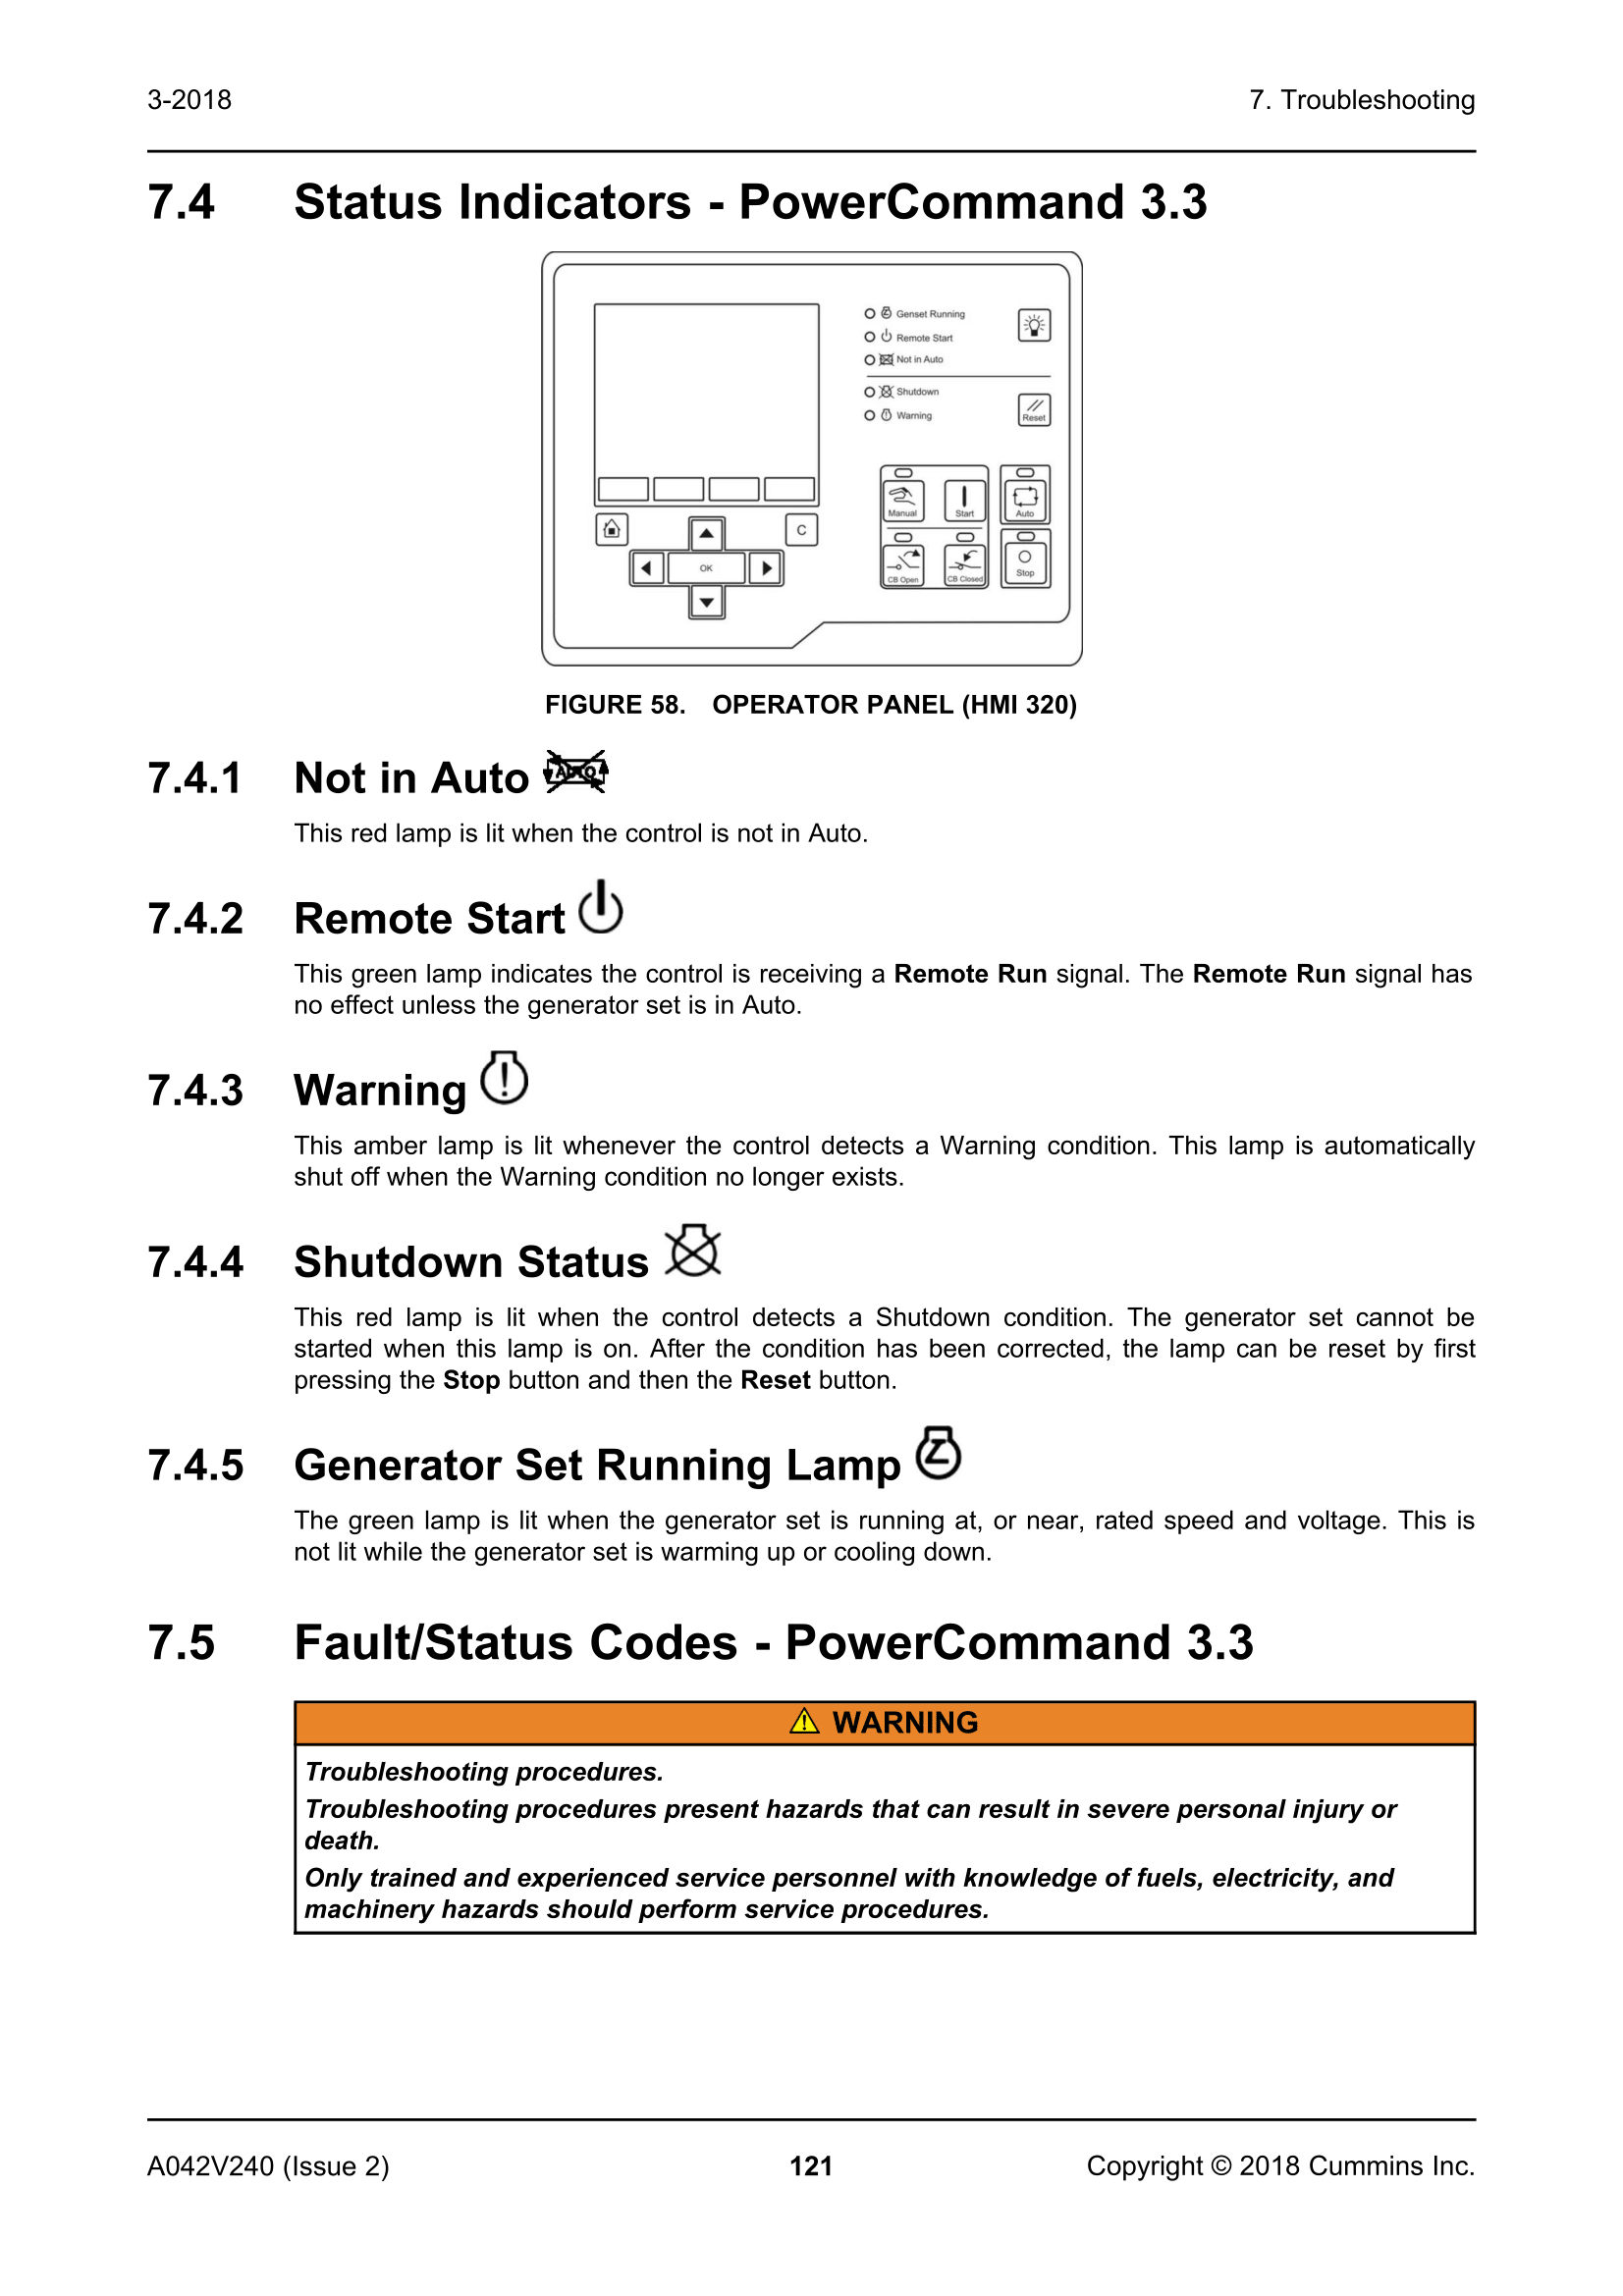 3-2018
7. Troubleshooting
7.4 Status Indicators - PowerCommand 3.3
Genset Running
Remote Start
Not in Auto
Shutdown
Warning
Reset
Manual
Start
Auto
CB Open
CB Closed
Stop
C
OK
FIGURE 58. OPERATOR PANEL (HMI 320)
7.4.1 Not in Auto AUTO
This red lamp is lit when the control is not in Auto.
7.4.2 Remote Start
This green lamp indicates the control is receiving a Remote Run signal. The Remote Run signal has
no effect unless the generator set is in Auto.
7.4.3 Warning
This amber lamp is lit whenever the control detects a Warning condition. This lamp is automatically
shut off when the Warning condition no longer exists.
7.4.4 Shutdown Status
This red lamp is lit when the control detects a Shutdown condition. The generator set cannot be
started when this lamp is on. After the condition has been corrected, the lamp can be reset by first
pressing the Stop button and then the Reset button.
7.4.5 Generator Set Running Lamp
The green lamp is lit when the generator set is running at, or near, rated speed and voltage. This is
not lit while the generator set is warming up or cooling down.
7.5 Fault/Status Codes - PowerCommand 3.3
WARNING
Troubleshooting procedures.
Troubleshooting procedures present hazards that can result in severe personal injury or
death.
Only trained and experienced service personnel with knowledge of fuels, electricity, and
machinery hazards should perform service procedures.
A042V240 (Issue 2)
121
Copyright © 2018 Cummins Inc.